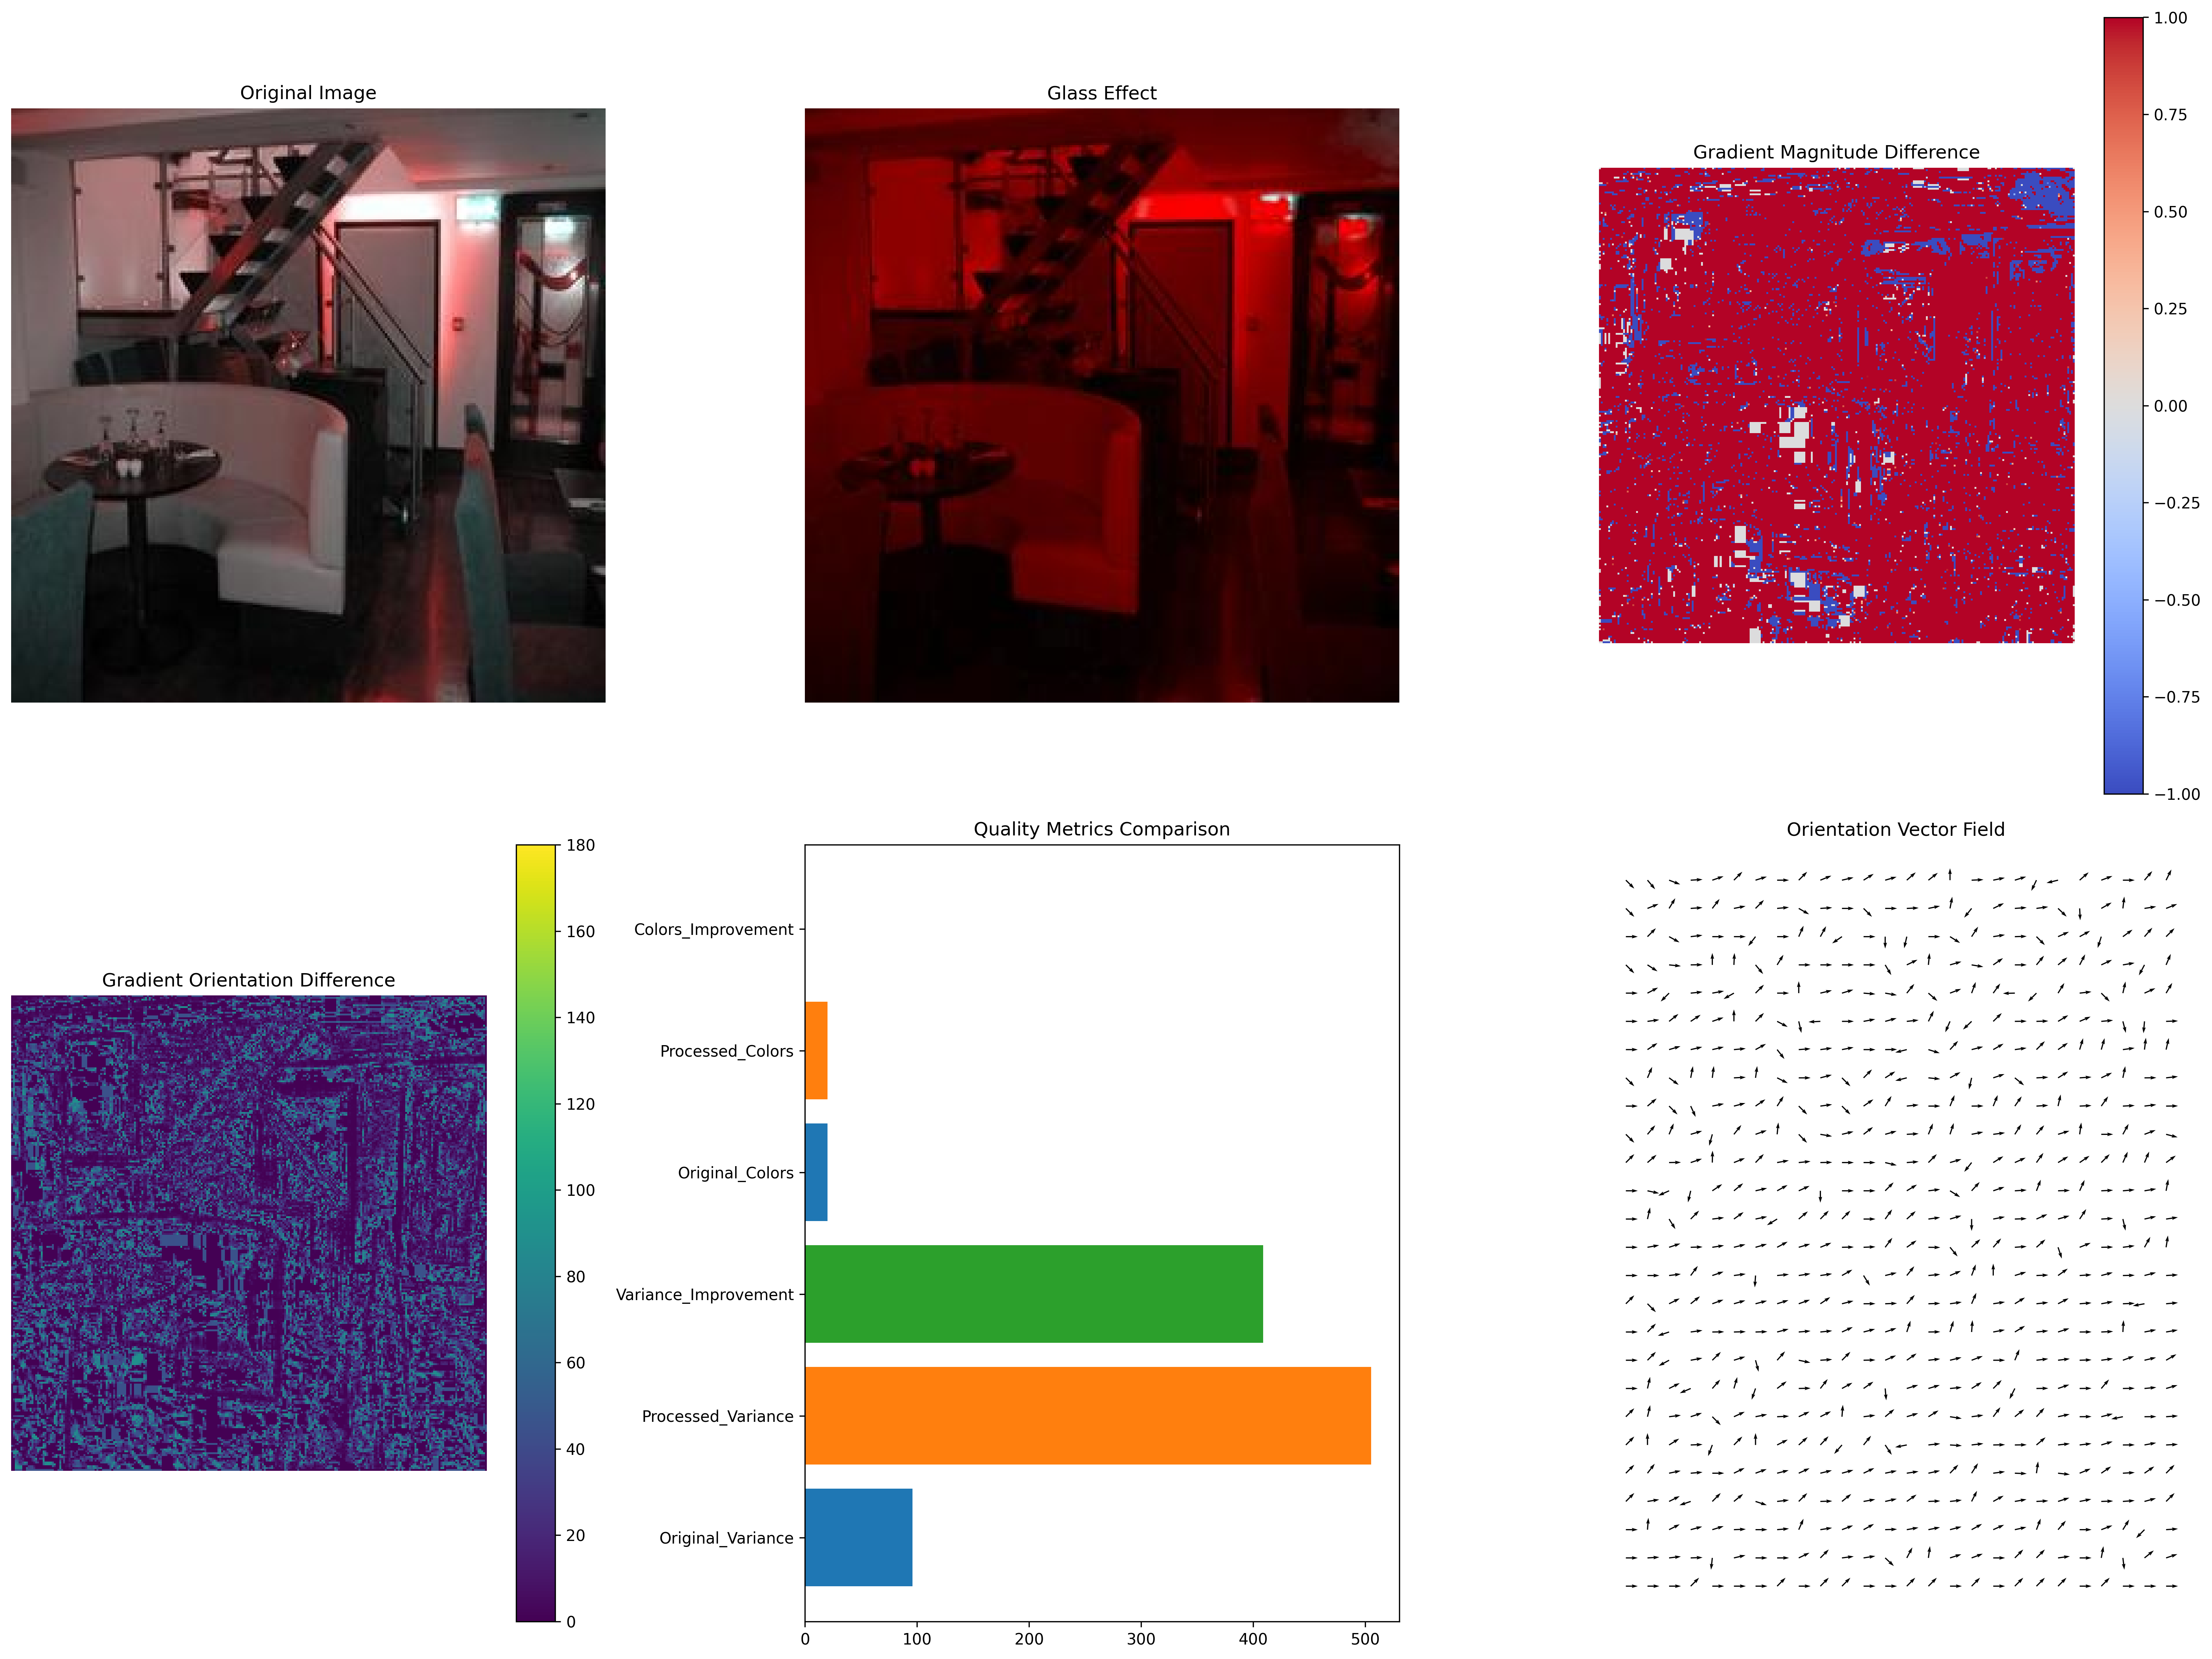 Original Image
Glass Effect
Gradient Magnitude Difference
1.00
0.75
0.50
0.25
0.00
−0.25
−0.50
−0.75
−1.00
Gradient Orientation Difference
180
160
140
120
100
80
60
40
20
0
Quality Metrics Comparison
Colors_Improvement
Processed_Colors
Original_Colors
Variance_Improvement
Processed_Variance
Original_Variance
0 100 200 300 400 500
Orientation Vector Field